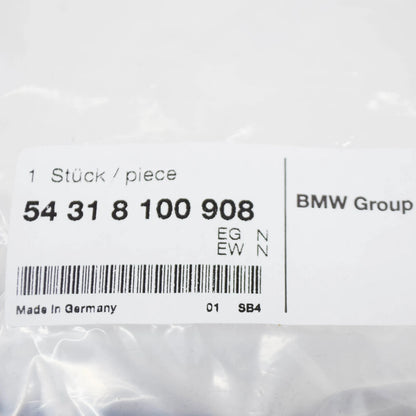 1 Stück / piece
54 31 8 100 908
EG N
EW N
Made in Germany 01 SB4
BMW Group